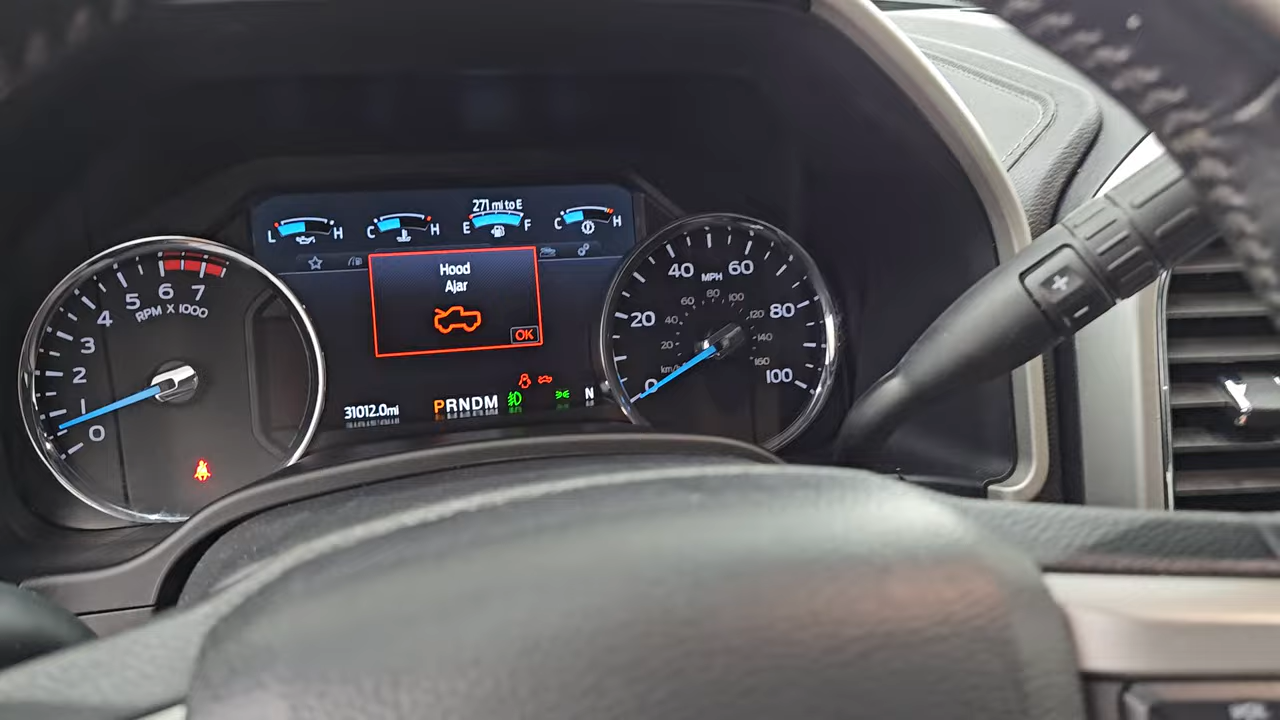 271 mi to E
L H
C H
E F
C H
Hood
Ajar
OK
31012.0mi
PRNDM
N
0 1 2 3 4 5 6 7
RPM X 1000
0 20 40 60 80 100
MPH
20 40 60 80 100 120 140 160
km/h
+
-